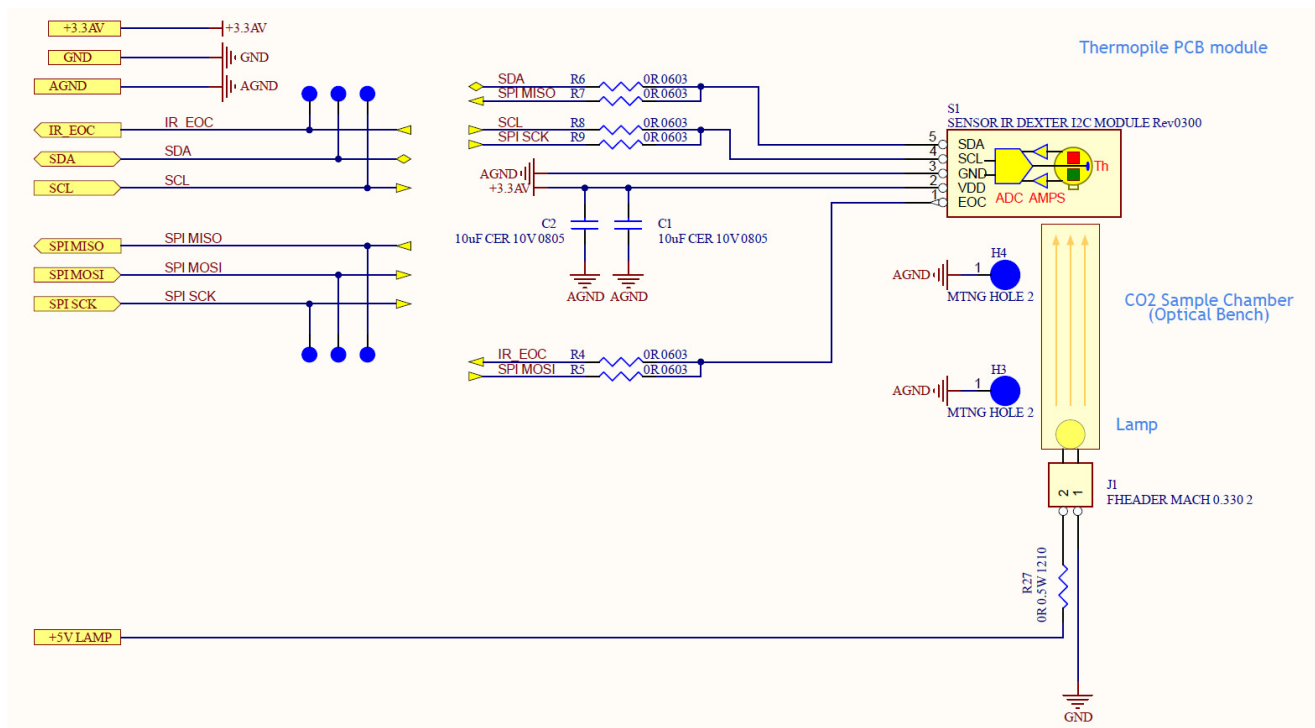 +3.3AV
+3.3AV
GND
GND
AGND
AGND
IR_EOC
IR_EOC
SDA
SDA
SCL
SCL
SPI MISO
SPI MISO
SPI MOSI
SPI MOSI
SPI SCK
SPI SCK
+5V LAMP
SDA R6 0R 0603
SPI MISO R7 0R 0603
SCL R8 0R 0603
SPI SCK R9 0R 0603
AGND
+3.3AV
C2
10uF CER 10V 0805
C1
10uF CER 10V 0805
AGND
AGND
IR_EOC R4 0R 0603
SPI MOSI R5 0R 0603
Thermopile PCB module
S1
SENSOR IR DEXTER I2C MODULE Rev0300
5 SDA
4 SCL
3 GND
2 VDD
1 EOC
Th
ADC AMPS
H4
AGND 1
MTNG HOLE 2
H3
AGND 1
MTNG HOLE 2
CO2 Sample Chamber
(Optical Bench)
Lamp
2 1
J1
FHEADER MACH 0.330 2
R27
0R 0.5W 1210
GND